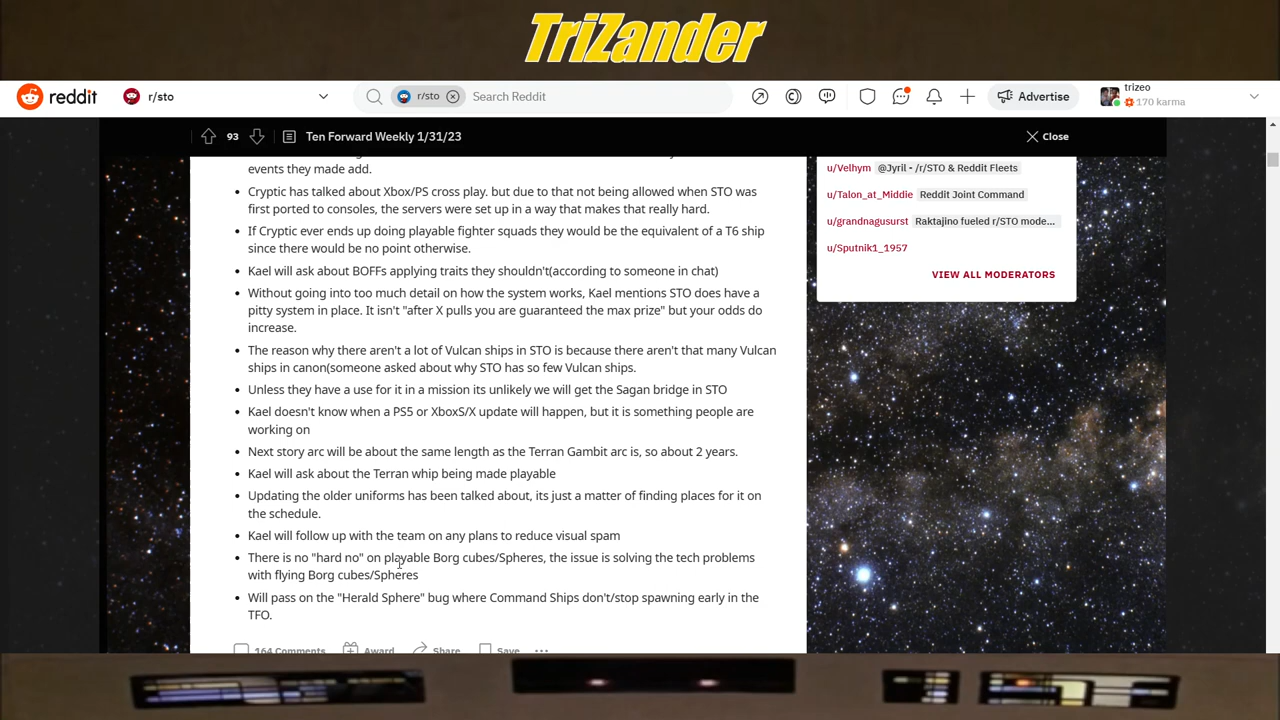 TriZander
reddit
r/sto
r/sto
Search Reddit
Advertise
trizeo
170 karma
93
Ten Forward Weekly 1/31/23
Close
events they made add.
Cryptic has talked about Xbox/PS cross play. but due to that not being allowed when STO was
first ported to consoles, the servers were set up in a way that makes that really hard.
If Cryptic ever ends up doing playable fighter squads they would be the equivalent of a T6 ship
since there would be no point otherwise.
Kael will ask about BOFFs applying traits they shouldn't(according to someone in chat)
Without going into too much detail on how the system works, Kael mentions STO does have a
pitty system in place. It isn't "after X pulls you are guaranteed the max prize" but your odds do
increase.
The reason why there aren't a lot of Vulcan ships in STO is because there aren't that many Vulcan
ships in canon(someone asked about why STO has so few Vulcan ships.
Unless they have a use for it in a mission its unlikely we will get the Sagan bridge in STO
Kael doesn't know when a PS5 or XboxS/X update will happen, but it is something people are
working on
Next story arc will be about the same length as the Terran Gambit arc is, so about 2 years.
Kael will ask about the Terran whip being made playable
Updating the older uniforms has been talked about, its just a matter of finding places for it on
the schedule.
Kael will follow up with the team on any plans to reduce visual spam
There is no "hard no" on playable Borg cubes/Spheres, the issue is solving the tech problems
with flying Borg cubes/Spheres
Will pass on the "Herald Sphere" bug where Command Ships don't/stop spawning early in the
TFO.
164 Comments
Award
Share
Save
u/Velhym @Jyril - /r/STO & Reddit Fleets
u/Talon_at_Middie Reddit Joint Command
u/grandnagusurst Raktajino fueled r/STO mode...
u/Sputnik1_1957
VIEW ALL MODERATORS